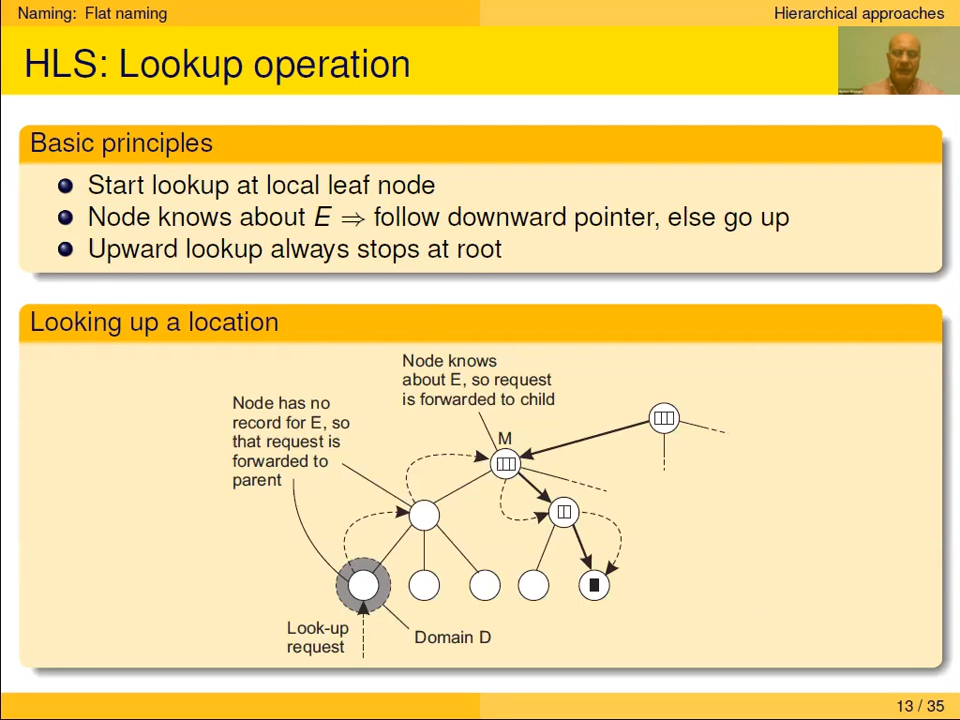 Naming: Flat naming
Hierarchical approaches
HLS: Lookup operation
Basic principles
Start lookup at local leaf node
Node knows about E ⇒ follow downward pointer, else go up
Upward lookup always stops at root
Looking up a location
Node knows
about E, so request
is forwarded to child
Node has no
record for E, so
that request is
forwarded to
parent
M
Look-up
request
Domain D
13 / 35